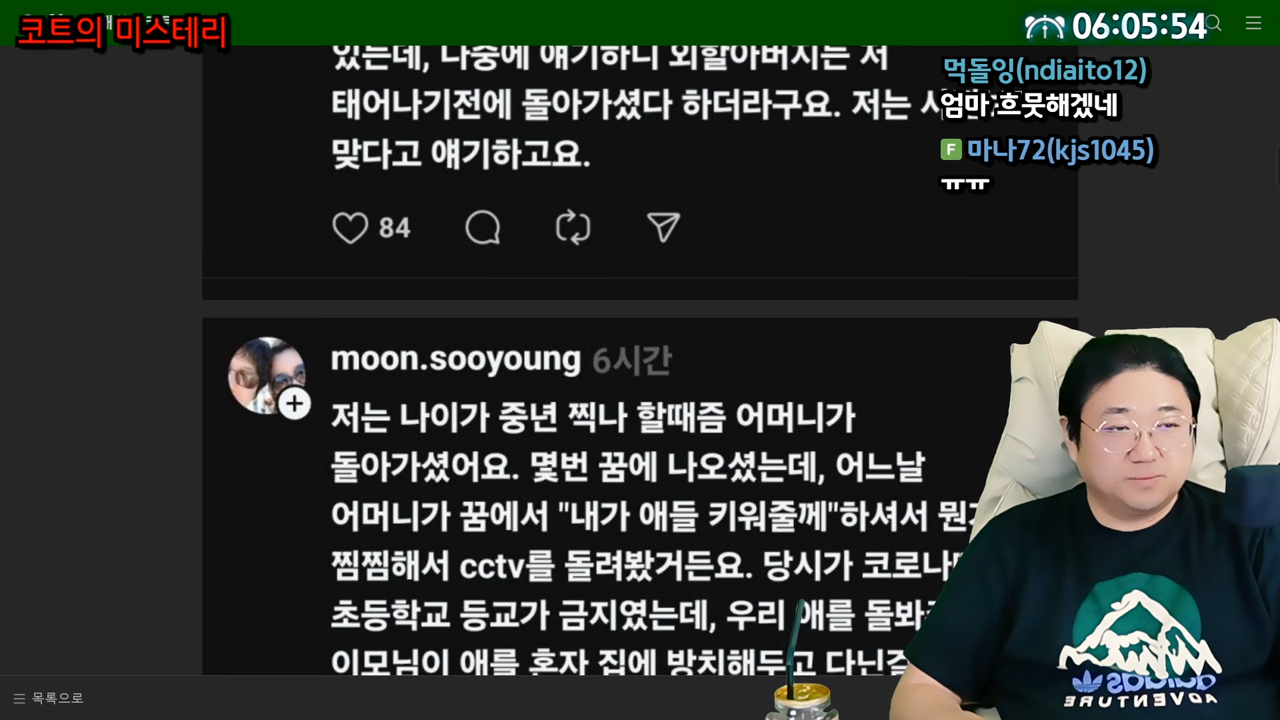 코트의 미스테리
06:05:54
있는데, 나중에 얘기하니 외할아버지는 저
태어나기전에 돌아가셨다 하더라구요. 저는
맞다고 얘기하고요.
84
먹돌잉(ndiaito12)
엄마:흐뭇해겠네
F 마나72(kjs1045)
ㅠㅠ
moon.sooyoung 6시간
저는 나이가 중년 찍나 할때즘 어머니가
돌아가셨어요. 몇번 꿈에 나오셨는데, 어느날
어머니가 꿈에서 "내가 애들 키워줄께"하셔서
찜찜해서 cctv를 돌려봤거든요. 당시가
초등학교 등교가 금지였는데, 우리 애를
이모님이 애를 혼자 집에 방치해두고
목록으로
adidas
ADVENTURE